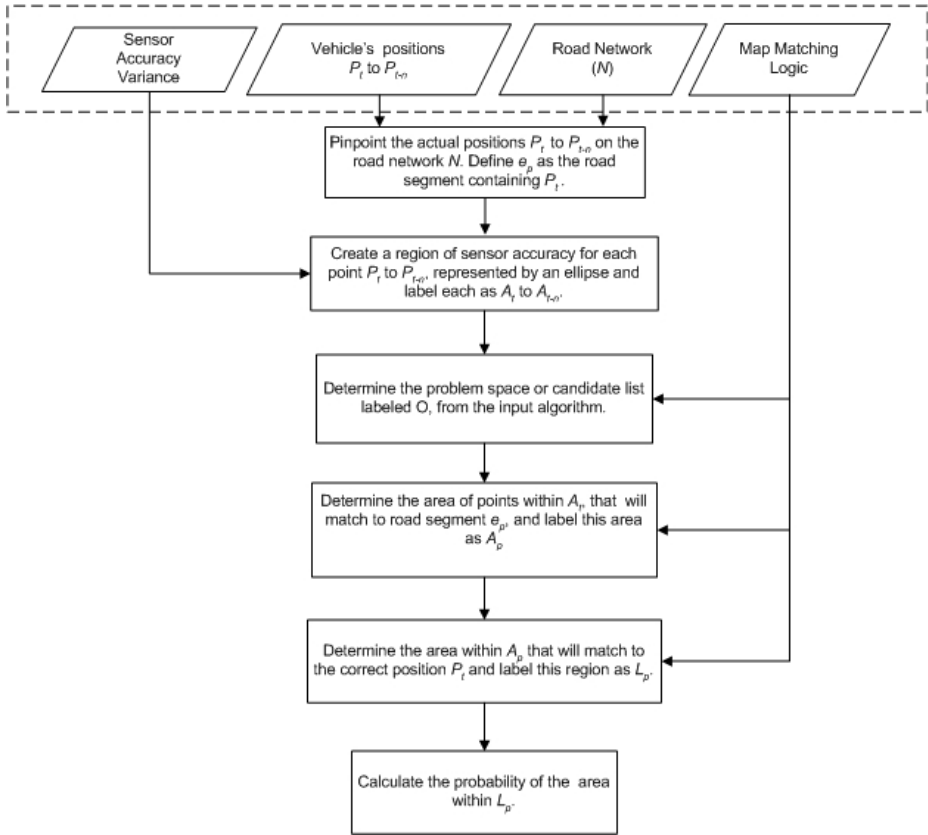 Sensor
Accuracy
Variance
Vehicle's positions
Pt to Pt-n
Road Network
(N)
Map Matching
Logic
Pinpoint the actual positions Pt to Pt-n on the
road network N. Define ep as the road
segment containing Pt.
Create a region of sensor accuracy for each
point Pt to Pt-n, represented by an ellipse and
label each as At to At-n.
Determine the problem space or candidate list
labeled O, from the input algorithm.
Determine the area of points within At, that will
match to road segment ep, and label this area
as Ap
Determine the area within Ap that will match to
the correct position Pt and label this region as Lp.
Calculate the probability of the area
within Lp.